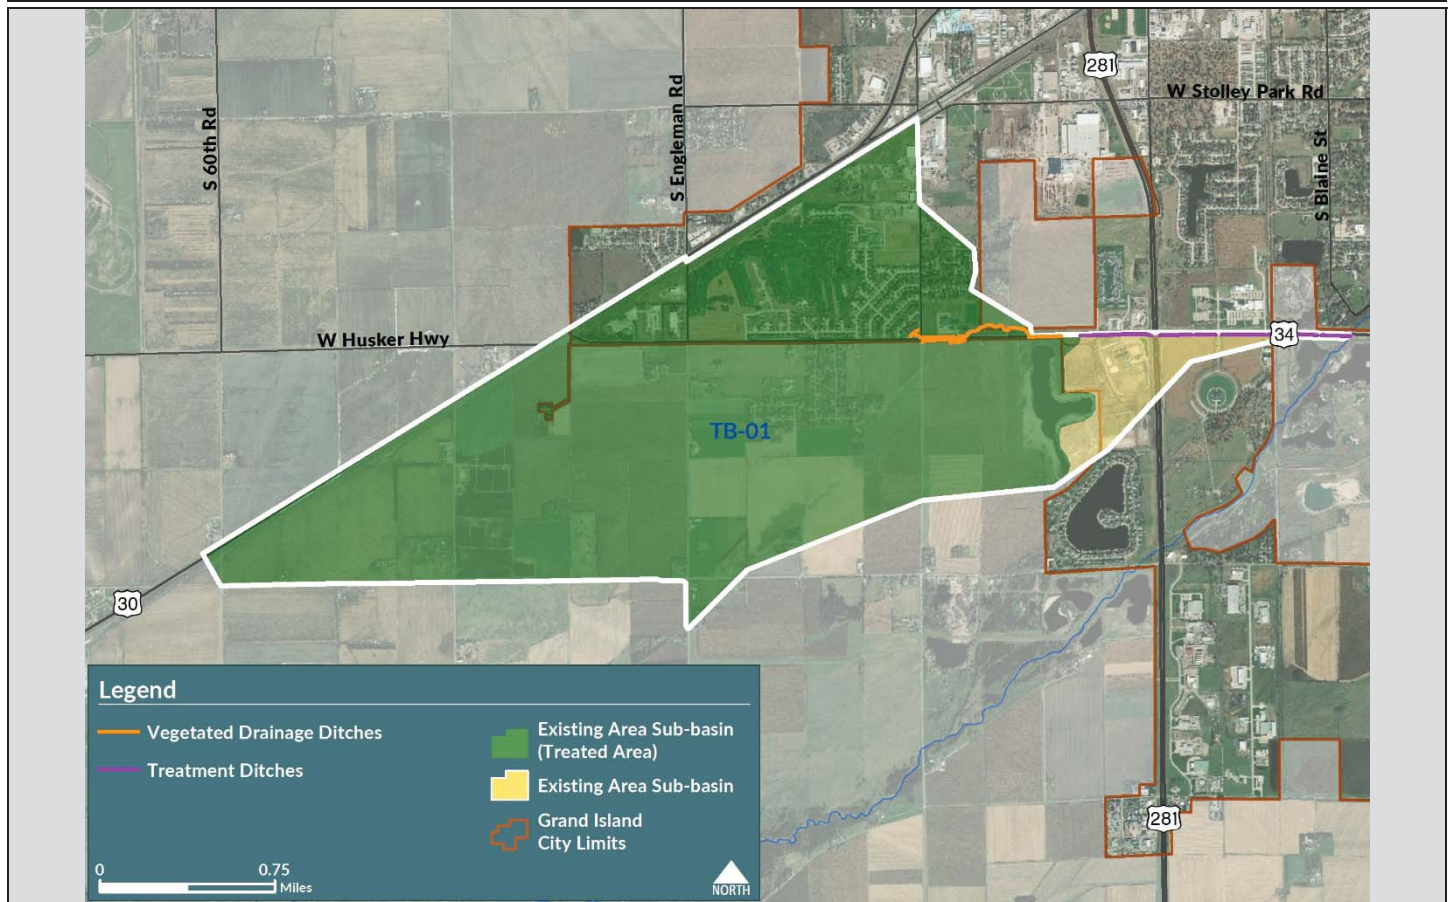 281
W Stolley Park Rd
S 60th Rd
S Engleman Rd
S Blaine St
W Husker Hwy
34
TB-01
30
281
Legend
Vegetated Drainage Ditches
Treatment Ditches
Existing Area Sub-basin
(Treated Area)
Existing Area Sub-basin
Grand Island
City Limits
0 0.75
Miles
NORTH